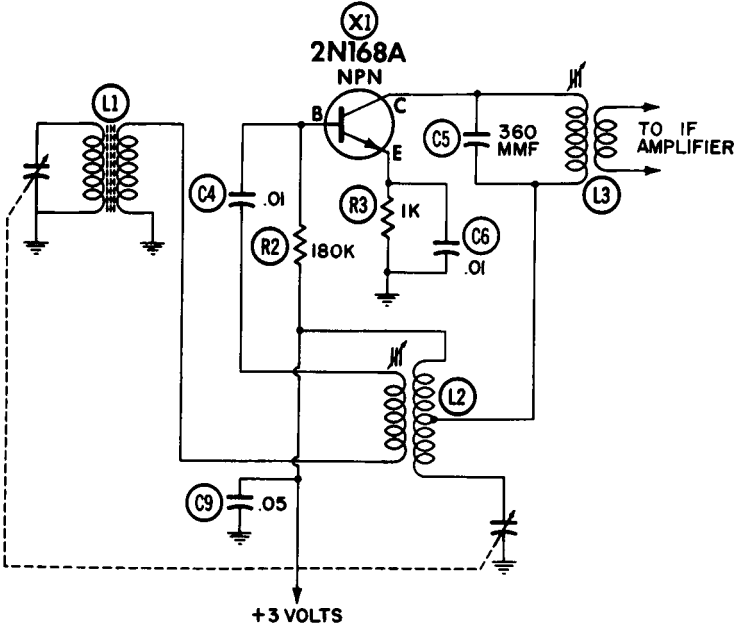 X1
2N168A
NPN
L1
B
C
E
C5
360
MMF
TO IF
AMPLIFIER
L3
C4
.01
R3
1K
R2
180K
C6
.01
L2
C9
.05
+3 VOLTS